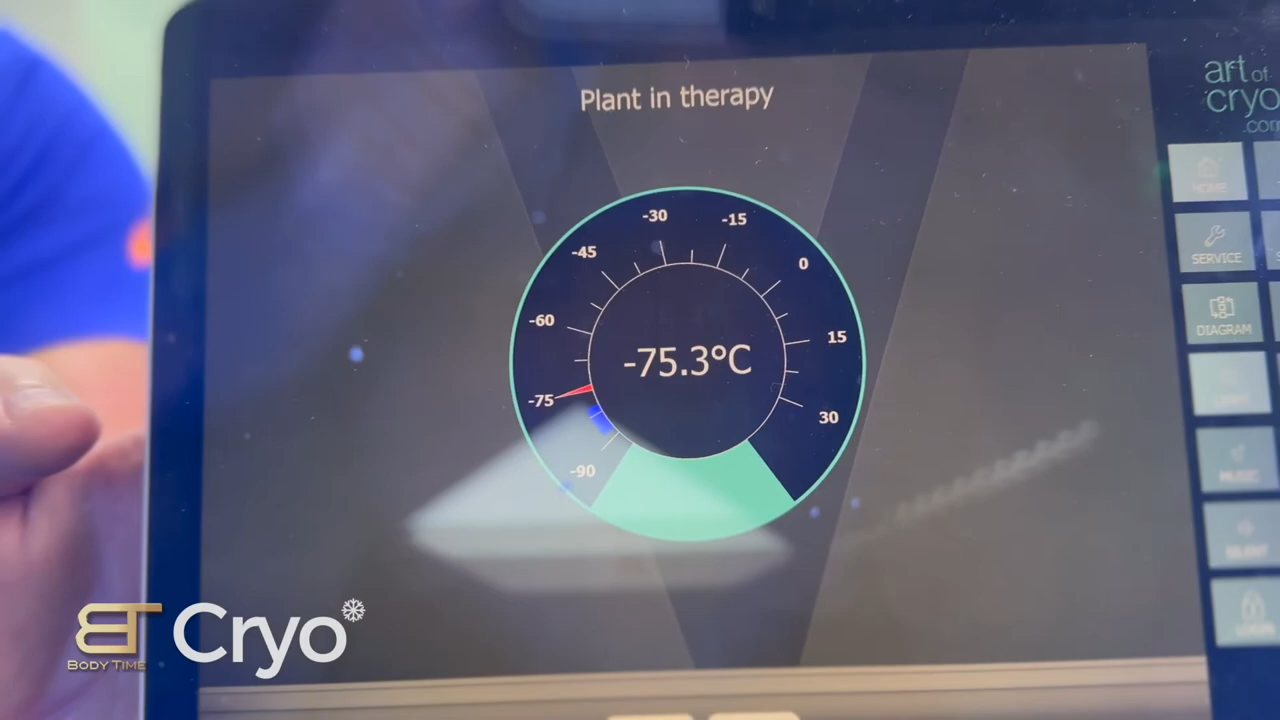 Plant in therapy
art of
cryo
.com
-30
-15
-45
0
-60
15
-75.3°C
-75
30
-90
HOME
SERVICE
DIAGRAM
MUSIC
BT
BODY TIME
Cryo